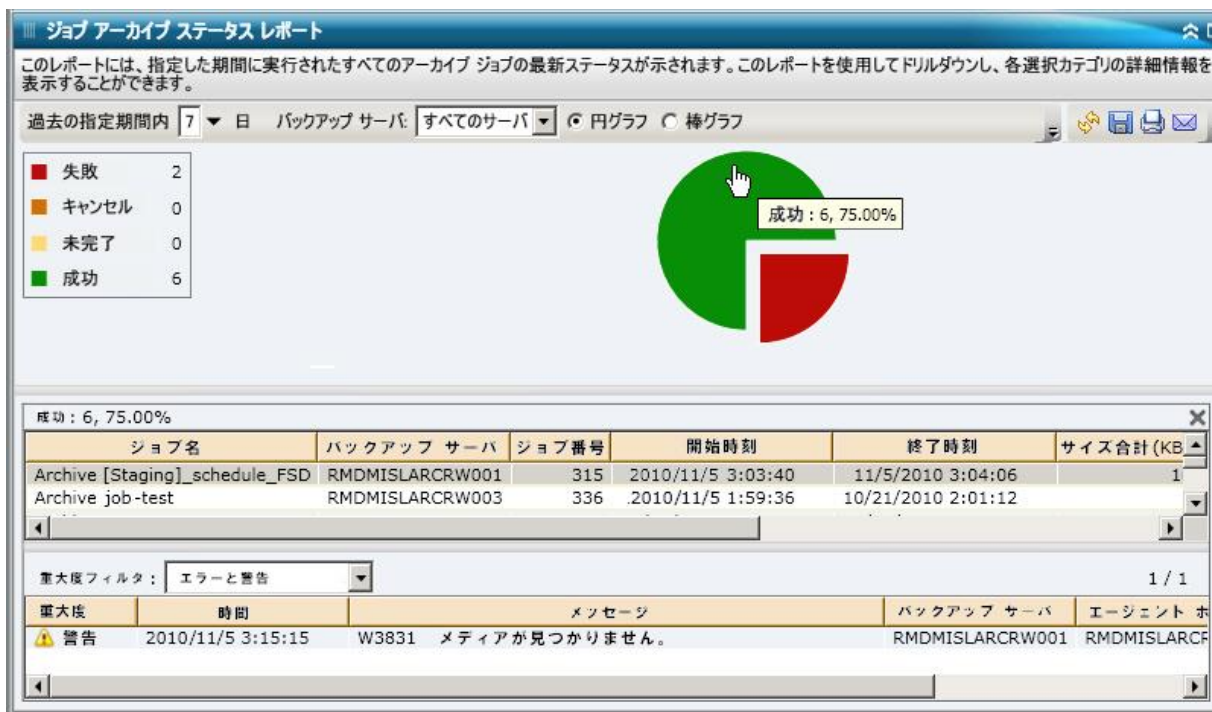 ジョブ アーカイブ ステータス レポート
このレポートには、指定した期間に実行されたすべてのアーカイブ ジョブの最新ステータスが示されます。このレポートを使用してドリルダウンし、各選択カテゴリの詳細情報を
表示することができます。
過去の指定期間内 7 日 バックアップ サーバ: すべてのサーバ 円グラフ 棒グラフ
失敗 2
キャンセル 0
未完了 0
成功 6
成功 : 6, 75.00%
成功 : 6, 75.00%
ジョブ名 バックアップ サーバ ジョブ番号 開始時刻 終了時刻 サイズ合計(KB
Archive [Staging]_schedule_FSD RMDMISLARCRW001 315 2010/11/5 3:03:40 11/5/2010 3:04:06 1
Archive job-test RMDMISLARCRW003 336 .2010/11/5 1:59:36 10/21/2010 2:01:12
重大度フィルタ : エラーと警告 1 / 1
重大度 時間 メッセージ バックアップ サーバ エージェント ホ
警告 2010/11/5 3:15:15 W3831 メディアが見つかりません。 RMDMISLARCRW001 RMDMISLARCF